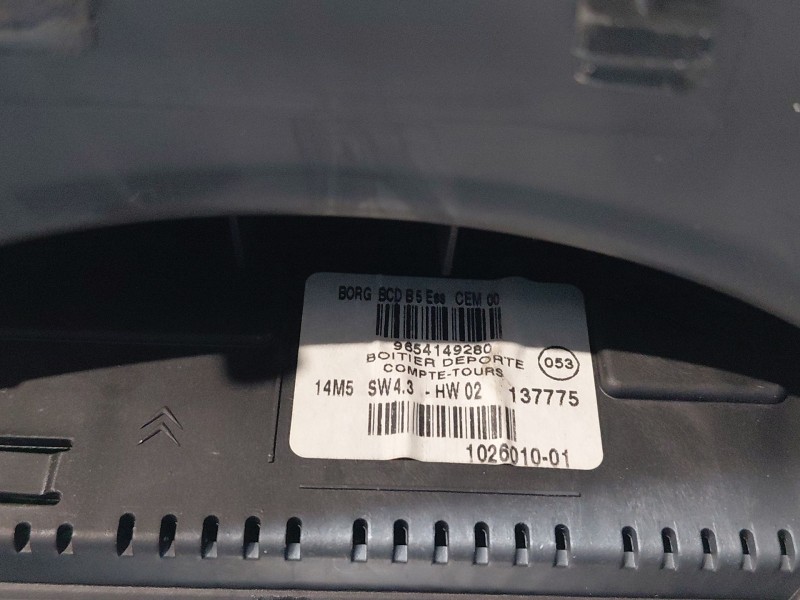 BORG BCD B5 Ess CEM 00
9654149280
BOITIER DEPORTE
COMPTE-TOURS
053
14M5 SW4.3 - HW 02 137775
1026010-01